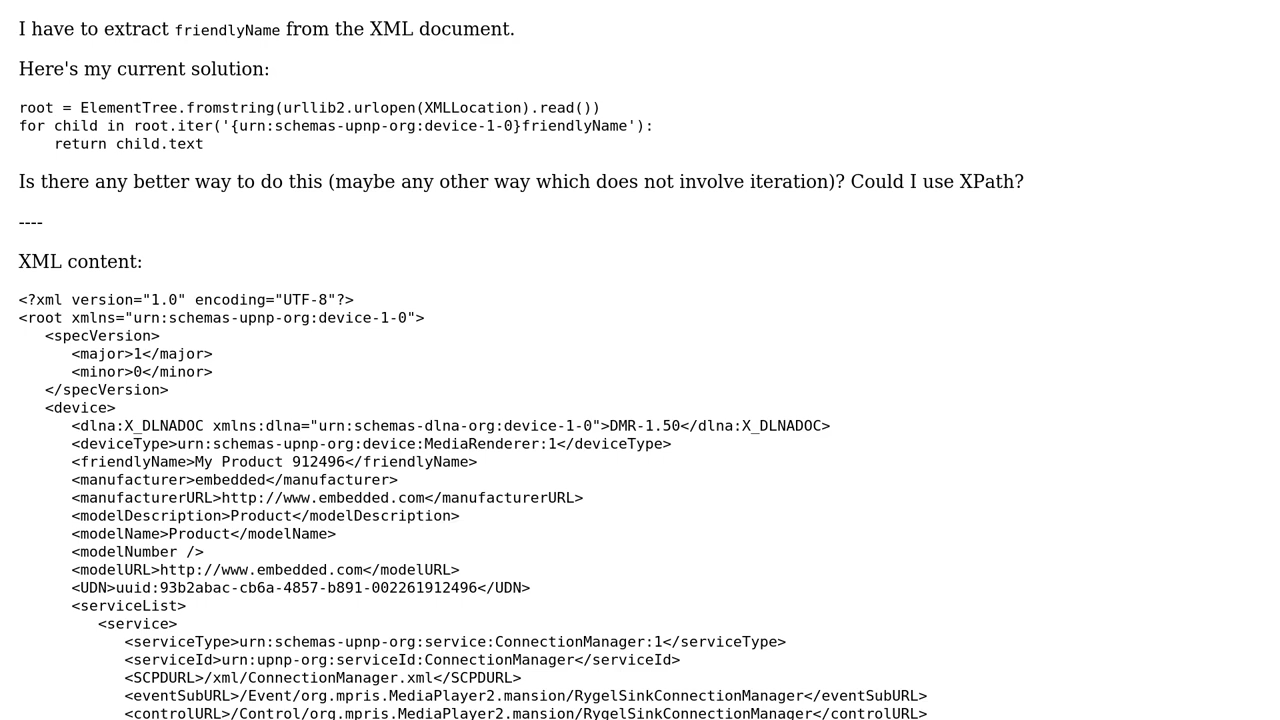 I have to extract friendlyName from the XML document.
Here's my current solution:
root = ElementTree.fromstring(urllib2.urlopen(XMLLocation).read())
for child in root.iter('{urn:schemas-upnp-org:device-1-0}friendlyName'):
    return child.text
Is there any better way to do this (maybe any other way which does not involve iteration)? Could I use XPath?
----
XML content:
<?xml version="1.0" encoding="UTF-8"?>
<root xmlns="urn:schemas-upnp-org:device-1-0">
   <specVersion>
      <major>1</major>
      <minor>0</minor>
   </specVersion>
   <device>
      <dlna:X_DLNADOC xmlns:dlna="urn:schemas-dlna-org:device-1-0">DMR-1.50</dlna:X_DLNADOC>
      <deviceType>urn:schemas-upnp-org:device:MediaRenderer:1</deviceType>
      <friendlyName>My Product 912496</friendlyName>
      <manufacturer>embedded</manufacturer>
      <manufacturerURL>http://www.embedded.com</manufacturerURL>
      <modelDescription>Product</modelDescription>
      <modelName>Product</modelName>
      <modelNumber />
      <modelURL>http://www.embedded.com</modelURL>
      <UDN>uuid:93b2abac-cb6a-4857-b891-002261912496</UDN>
      <serviceList>
         <service>
            <serviceType>urn:schemas-upnp-org:service:ConnectionManager:1</serviceType>
            <serviceId>urn:upnp-org:serviceId:ConnectionManager</serviceId>
            <SCPDURL>/xml/ConnectionManager.xml</SCPDURL>
            <eventSubURL>/Event/org.mpris.MediaPlayer2.mansion/RygelSinkConnectionManager</eventSubURL>
            <controlURL>/Control/org.mpris.MediaPlayer2.mansion/RygelSinkConnectionManager</controlURL>